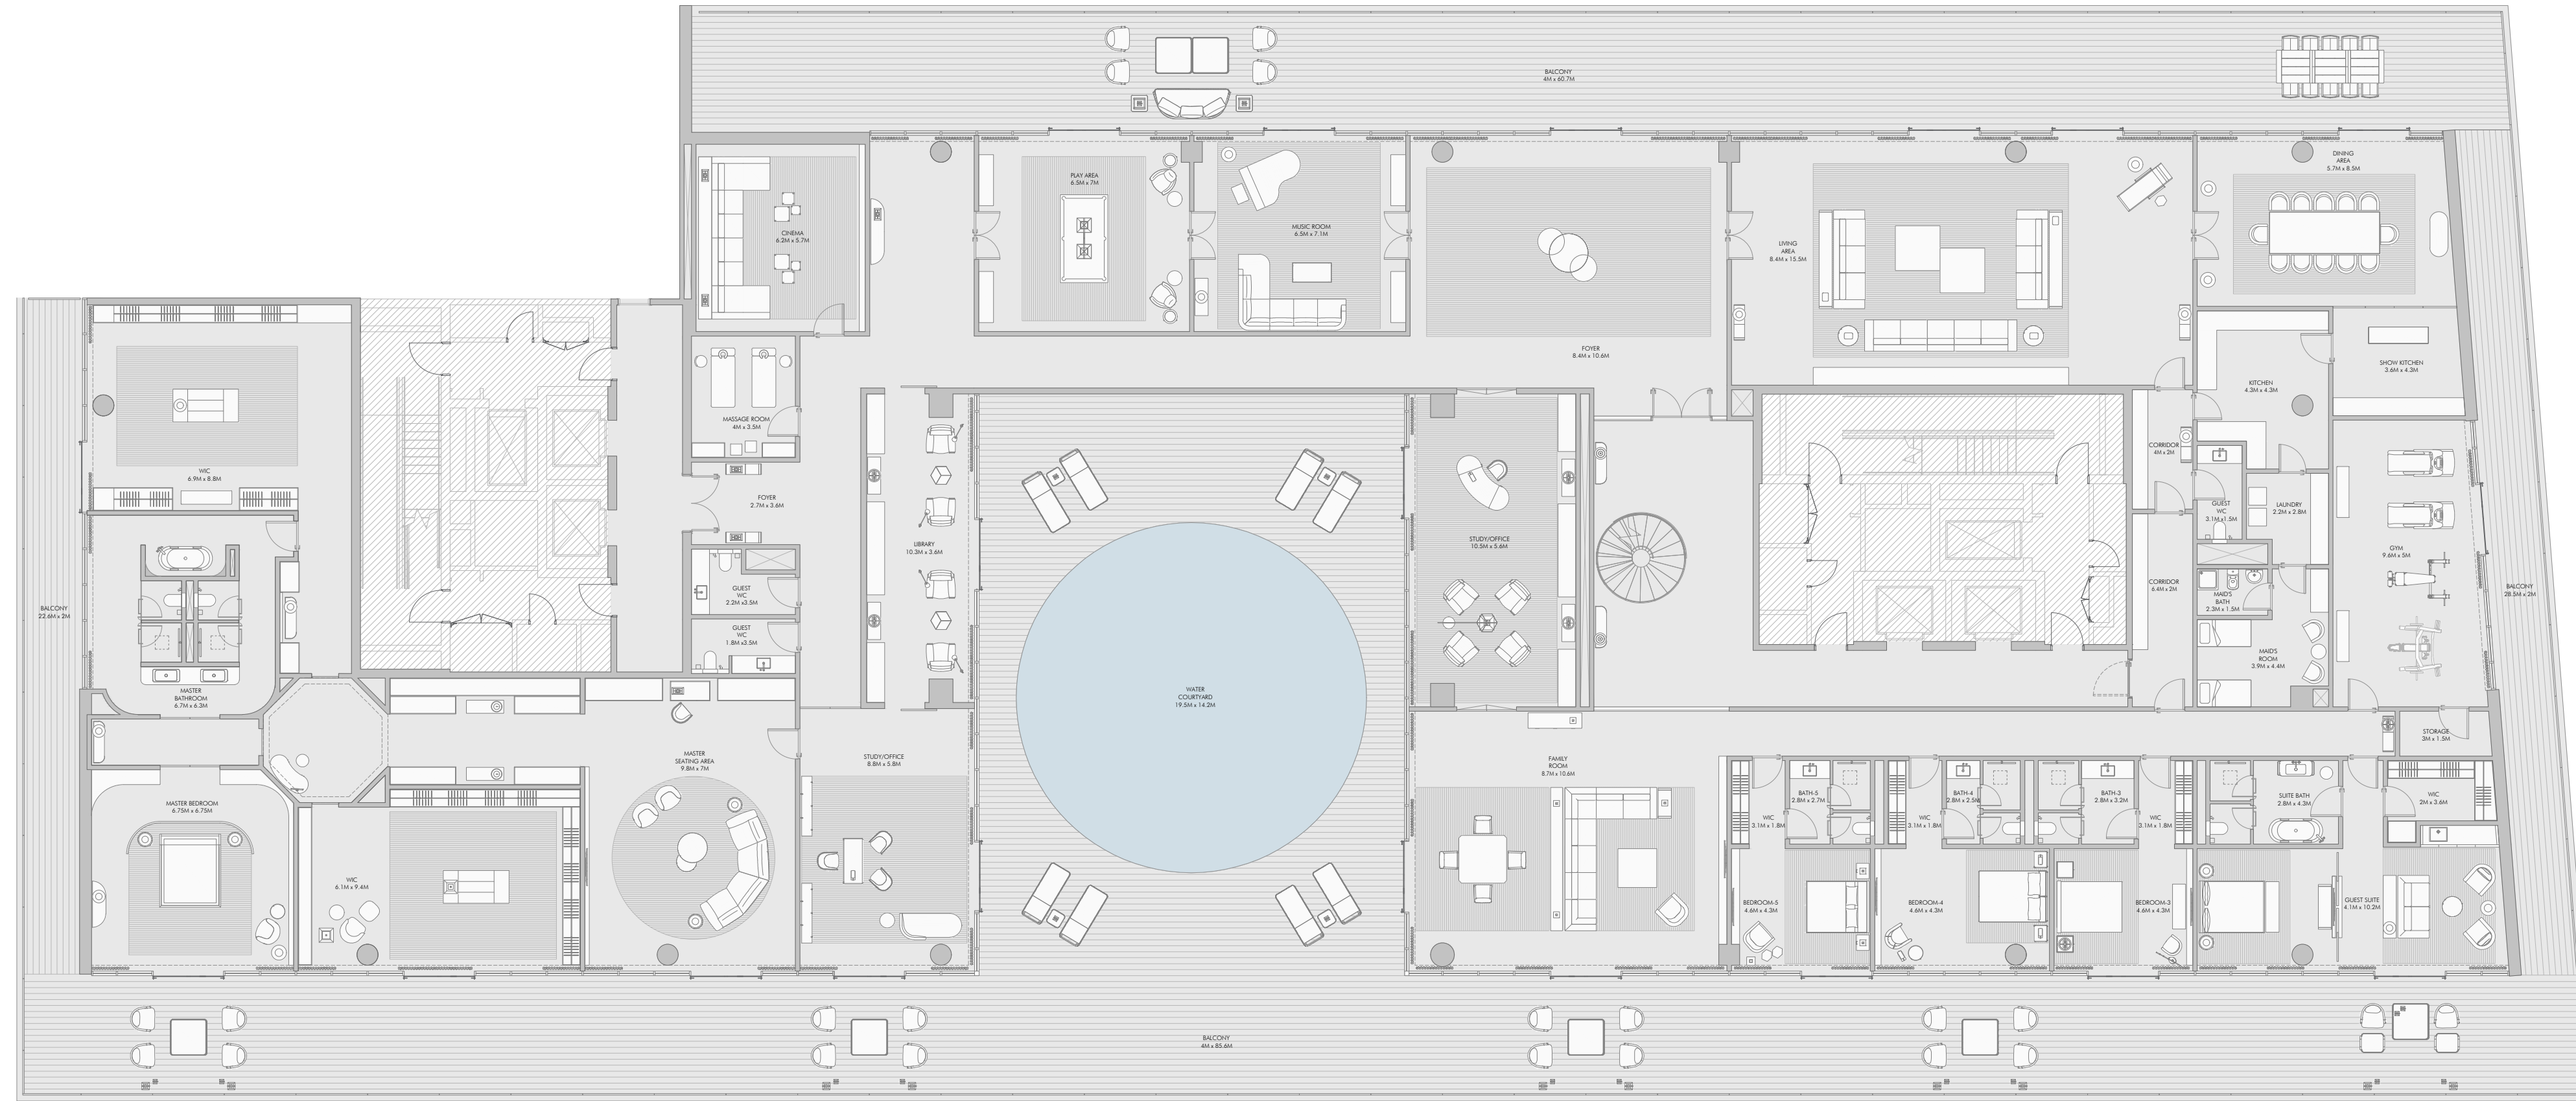 BALCONY
4M x 60.7M
DINING
AREA
5.7M x 8.5M
PLAY AREA
6.5M x 7M
CINEMA
6.2M x 5.7M
MUSIC ROOM
6.5M x 7.1M
LIVING
AREA
8.4M x 15.5M
FOYER
8.4M x 10.6M
SHOW KITCHEN
3.6M x 4.3M
KITCHEN
4.3M x 4.3M
MASSAGE ROOM
4M x 3.5M
WIC
6.9M x 8.8M
CORRIDOR
4M x 2M
FOYER
2.7M x 3.6M
GUEST
WC
3.1M x1.5M
LAUNDRY
2.2M x 2.8M
LIBRARY
10.3M x 3.6M
STUDY/OFFICE
10.5M x 5.6M
GYM
9.6M x 5M
GUEST
WC
2.2M x3.5M
CORRIDOR
6.4M x 2M
BALCONY
28.5M x 2M
MAID'S
BATH
2.3M x 1.5M
BALCONY
22.6M x 2M
GUEST
WC
1.8M x3.5M
MAID'S
ROOM
3.9M x 4.4M
MASTER
BATHROOM
6.7M x 6.3M
WATER
COURTYARD
19.5M x 14.2M
STORAGE
3M x 1.5M
MASTER
SEATING AREA
9.8M x 7M
STUDY/OFFICE
8.8M x 5.8M
FAMILY
ROOM
8.7M x 10.6M
BATH-5
2.8M x 2.7M
BATH-4
2.8M x 2.5M
BATH-3
2.8M x 3.2M
SUITE BATH
2.8M x 4.3M
WIC
2M x 3.6M
MASTER BEDROOM
6.75M x 6.75M
WIC
3.1M x 1.8M
WIC
3.1M x 1.8M
WIC
3.1M x 1.8M
WIC
6.1M x 9.4M
BEDROOM-5
4.6M x 4.3M
BEDROOM-4
4.6M x 4.3M
BEDROOM-3
4.6M x 4.3M
GUEST SUITE
4.1M x 10.2M
BALCONY
4M x 85.6M